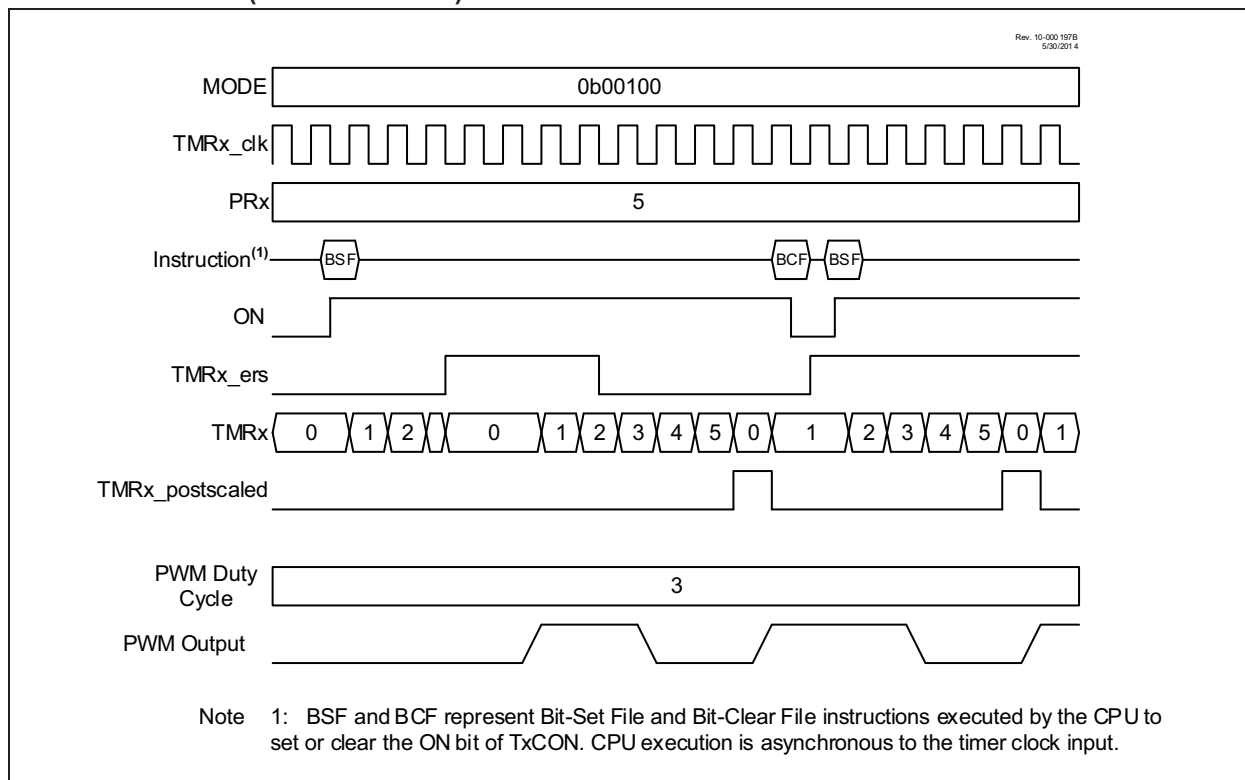 Rev. 10-000 197B
5/30/201 4
MODE 0b00100
TMRx_clk
PRx 5
Instruction(1) BSF BCF BSF
ON
TMRx_ers
TMRx 0 1 2 0 1 2 3 4 5 0 1 2 3 4 5 0 1
TMRx_postscaled
PWM Duty
Cycle 3
PWM Output
Note 1: BSF and BCF represent Bit-Set File and Bit-Clear File instructions executed by the CPU to
set or clear the ON bit of TxCON. CPU execution is asynchronous to the timer clock input.